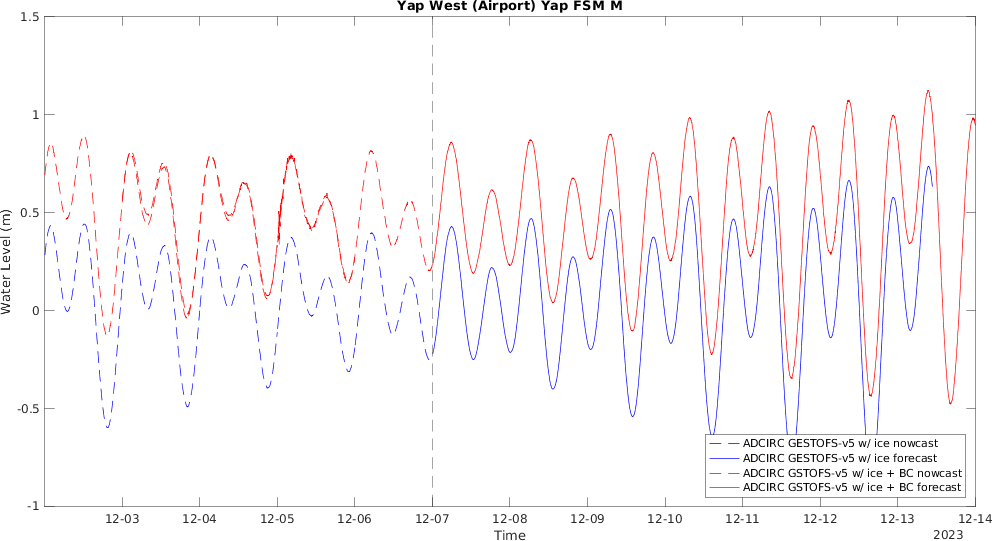 Yap West (Airport) Yap FSM M
1.5
1
0.5
0
-0.5
-1
Water Level (m)
ADCIRC GESTOFS-v5 w/ ice nowcast
ADCIRC GESTOFS-v5 w/ ice forecast
ADCIRC GSTOFS-v5 w/ ice + BC nowcast
ADCIRC GSTOFS-v5 w/ ice + BC forecast
12-03 12-04 12-05 12-06 12-07 12-08 12-09 12-10 12-11 12-12 12-13 12-14
Time
2023